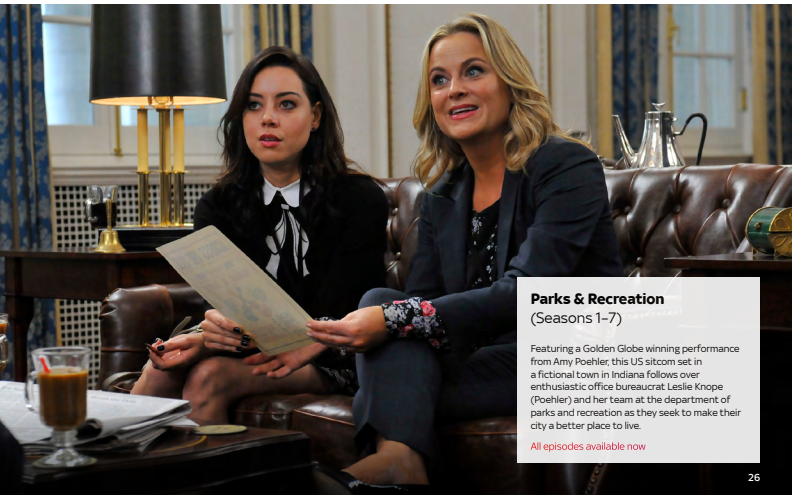 Parks & Recreation
(Seasons 1–7)
Featuring a Golden Globe winning performance
from Amy Poehler, this US sitcom set in
a fictional town in Indiana follows over
enthusiastic office bureaucrat Leslie Knope
(Poehler) and her team at the department of
parks and recreation as they seek to make their
city a better place to live.
All episodes available now
26